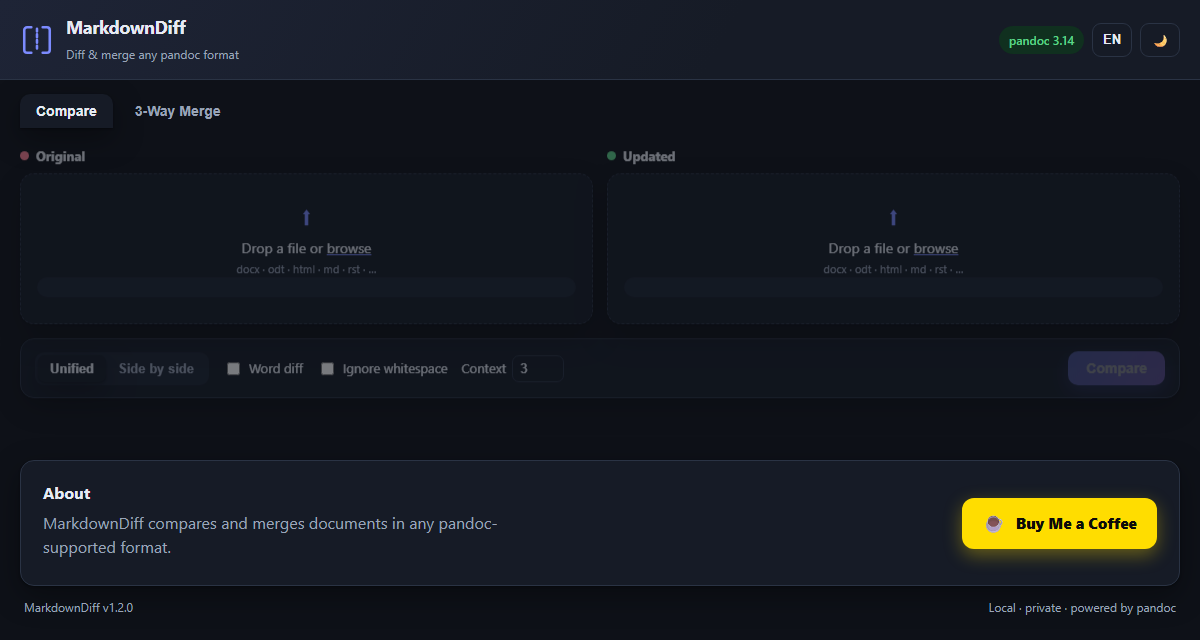 MarkdownDiff
Diff & merge any pandoc format
pandoc 3.14
EN
Compare
3-Way Merge
Original
Updated
Drop a file or browse
docx · odt · html · md · rst · ...
Drop a file or browse
docx · odt · html · md · rst · ...
Unified
Side by side
Word diff
Ignore whitespace
Context
3
Compare
About
MarkdownDiff compares and merges documents in any pandoc-
supported format.
Buy Me a Coffee
MarkdownDiff v1.2.0
Local · private · powered by pandoc